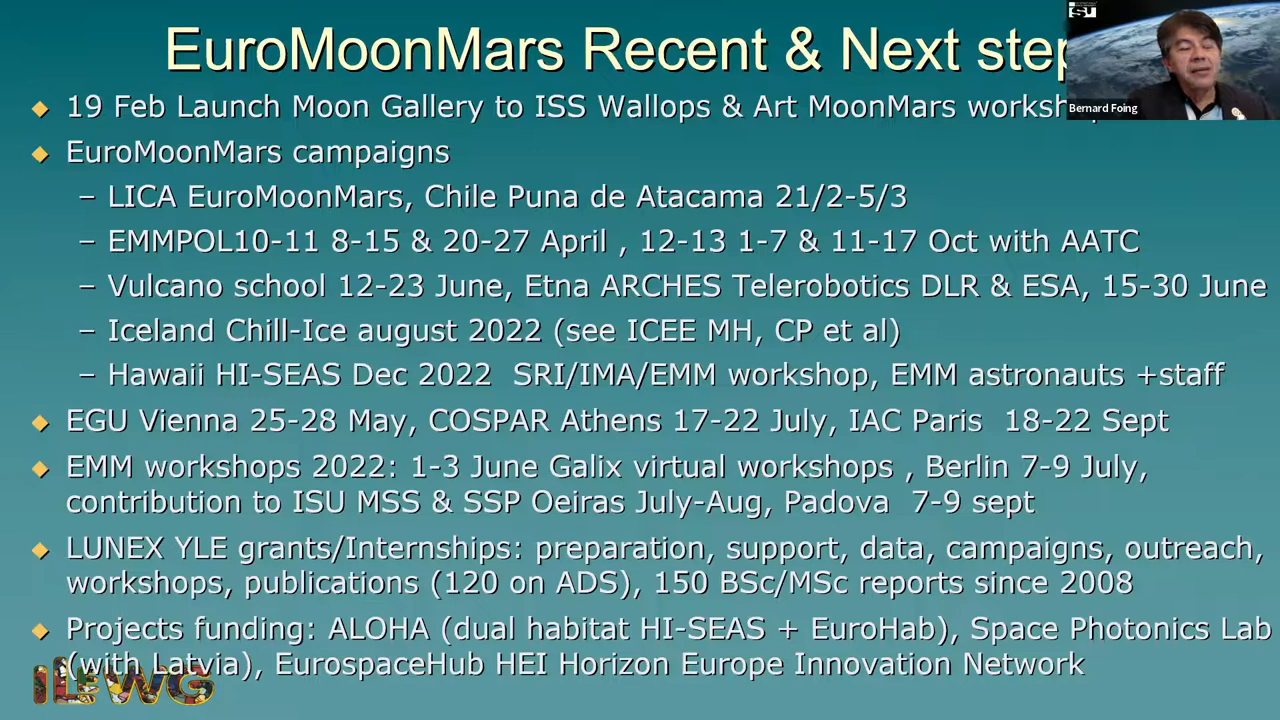 EuroMoonMars Recent & Next step
isu
Bernard Foing
19 Feb Launch Moon Gallery to ISS Wallops & Art MoonMars worksh
EuroMoonMars campaigns
– LICA EuroMoonMars, Chile Puna de Atacama 21/2-5/3
– EMMPOL10-11 8-15 & 20-27 April , 12-13 1-7 & 11-17 Oct with AATC
– Vulcano school 12-23 June, Etna ARCHES Telerobotics DLR & ESA, 15-30 June
– Iceland Chill-Ice august 2022 (see ICEE MH, CP et al)
– Hawaii HI-SEAS Dec 2022 SRI/IMA/EMM workshop, EMM astronauts +staff
EGU Vienna 25-28 May, COSPAR Athens 17-22 July, IAC Paris 18-22 Sept
EMM workshops 2022: 1-3 June Galix virtual workshops , Berlin 7-9 July,
contribution to ISU MSS & SSP Oeiras July-Aug, Padova 7-9 sept
LUNEX YLE grants/Internships: preparation, support, data, campaigns, outreach,
workshops, publications (120 on ADS), 150 BSc/MSc reports since 2008
Projects funding: ALOHA (dual habitat HI-SEAS + EuroHab), Space Photonics Lab
(with Latvia), EurospaceHub HEI Horizon Europe Innovation Network
ILEWG